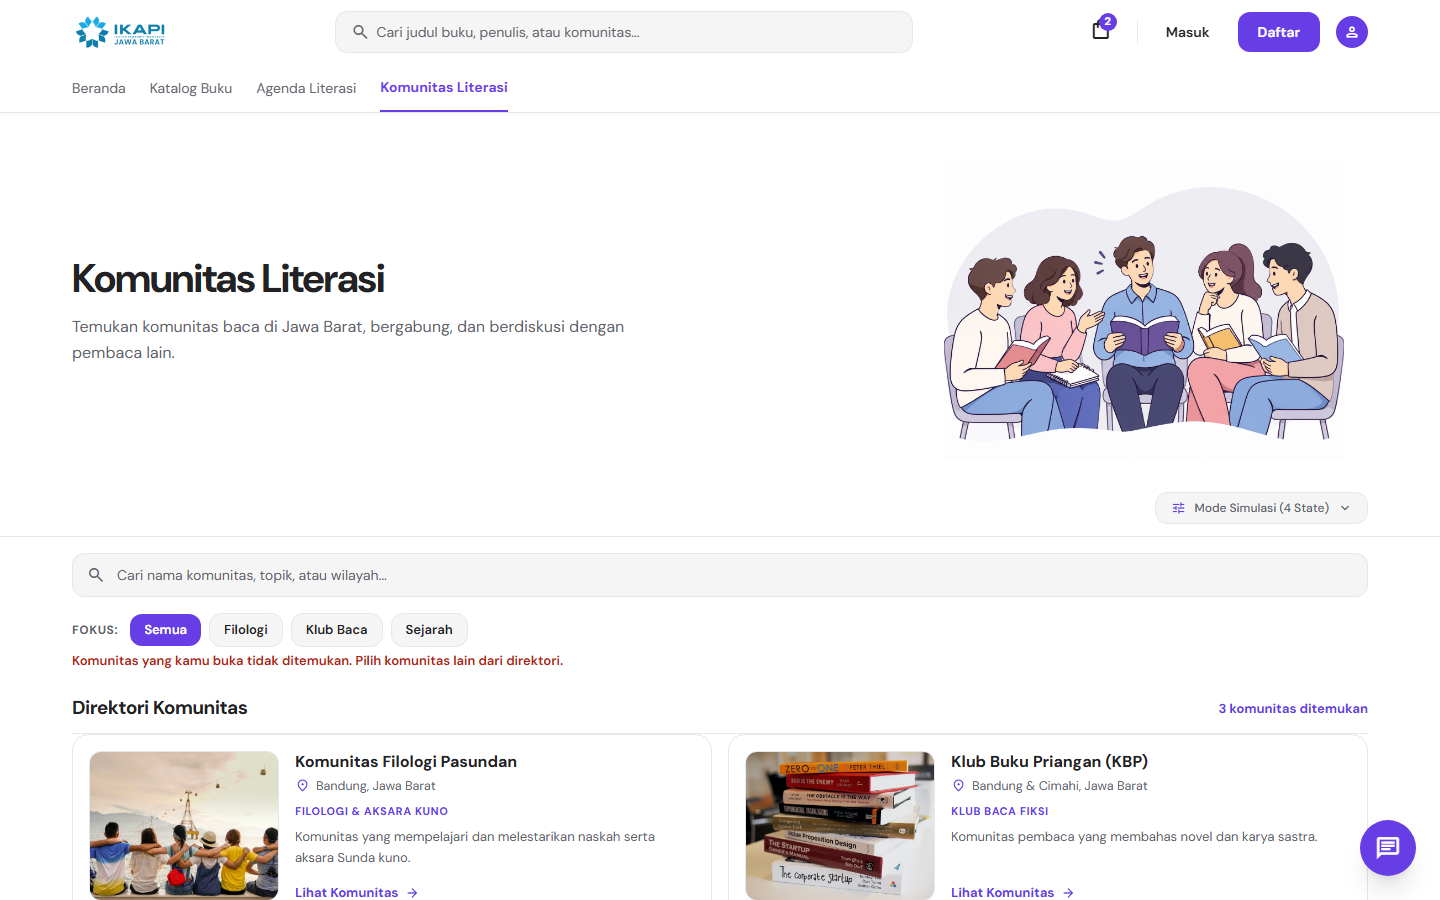 IKAPI
JAWA BARAT
Cari judul buku, penulis, atau komunitas...
2
Masuk
Daftar
Beranda
Katalog Buku
Agenda Literasi
Komunitas Literasi
Komunitas Literasi
Temukan komunitas baca di Jawa Barat, bergabung, dan berdiskusi dengan
pembaca lain.
Mode Simulasi (4 State)
Cari nama komunitas, topik, atau wilayah...
FOKUS:
Semua
Filologi
Klub Baca
Sejarah
Komunitas yang kamu buka tidak ditemukan. Pilih komunitas lain dari direktori.
Direktori Komunitas
3 komunitas ditemukan
Komunitas Filologi Pasundan
Bandung, Jawa Barat
FILOLOGI & AKSARA KUNO
Komunitas yang mempelajari dan melestarikan naskah serta
aksara Sunda kuno.
Lihat Komunitas
ZERO TO ONE PETER THIEL
EGO IS THE ENEMY
THE OBSTACLE IS THE WAY
Value Proposition Design
THE STARTUP
OWNER'S MANUAL
The corporate startup
Klub Buku Priangan (KBP)
Bandung & Cimahi, Jawa Barat
KLUB BACA FIKSI
Komunitas pembaca yang membahas novel dan karya sastra.
Lihat Komunitas